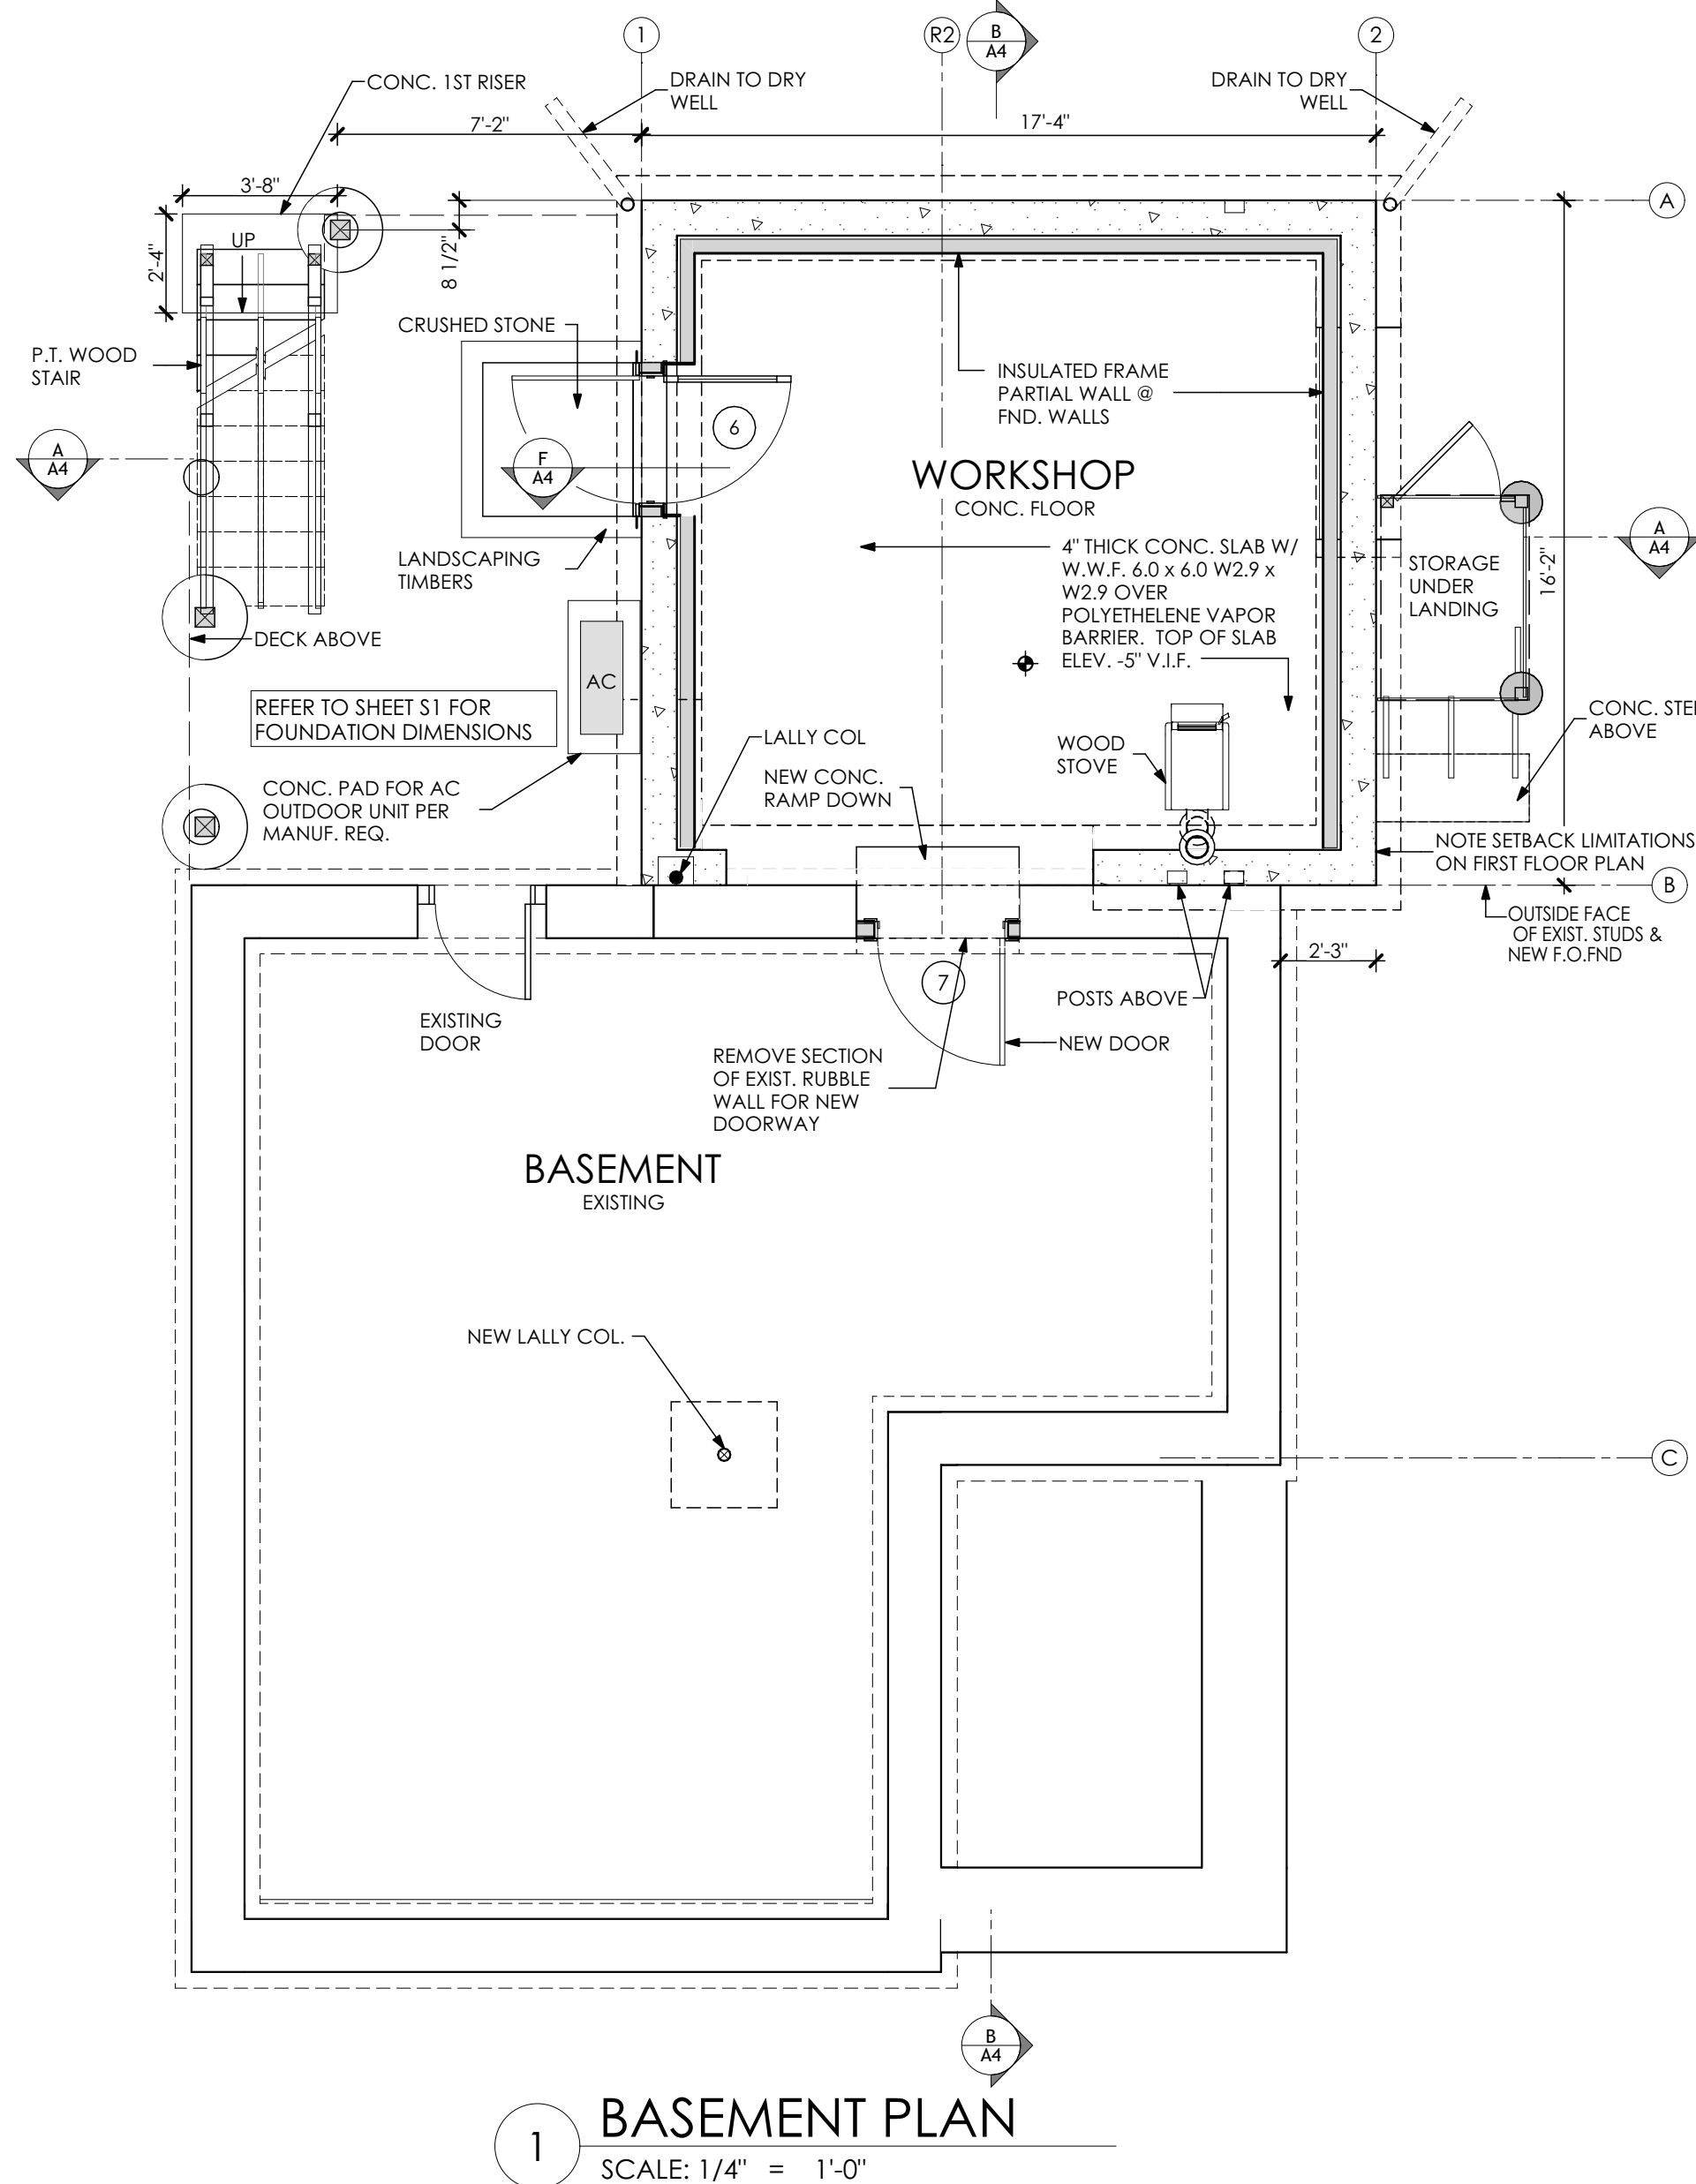 1
R2
B
A4
2
CONC. 1ST RISER
DRAIN TO DRY
WELL
DRAIN TO DRY
WELL
7'-2"
17'-4"
3'-8"
A
UP
2'-4"
8 1/2"
CRUSHED STONE
P.T. WOOD
STAIR
INSULATED FRAME
PARTIAL WALL @
FND. WALLS
6
A
A4
F
A4
WORKSHOP
CONC. FLOOR
LANDSCAPING
TIMBERS
4" THICK CONC. SLAB W/
W.W.F. 6.0 x 6.0 W2.9 x
W2.9 OVER
POLYETHELENE VAPOR
BARRIER. TOP OF SLAB
ELEV. -5" V.I.F.
STORAGE
UNDER
LANDING
16'-2"
A
A4
DECK ABOVE
AC
REFER TO SHEET S1 FOR
FOUNDATION DIMENSIONS
CONC. STE
ABOVE
LALLY COL
WOOD
STOVE
NEW CONC.
RAMP DOWN
CONC. PAD FOR AC
OUTDOOR UNIT PER
MANUF. REQ.
NOTE SETBACK LIMITATIONS
ON FIRST FLOOR PLAN
B
OUTSIDE FACE
OF EXIST. STUDS &
NEW F.O.FND
2'-3"
7
POSTS ABOVE
EXISTING
DOOR
NEW DOOR
REMOVE SECTION
OF EXIST. RUBBLE
WALL FOR NEW
DOORWAY
BASEMENT
EXISTING
NEW LALLY COL.
C
B
A4
1
BASEMENT PLAN
SCALE: 1/4" = 1'-0"